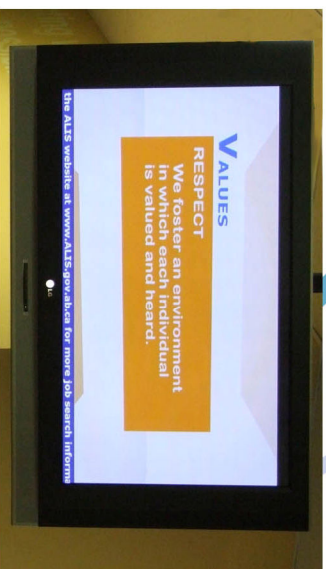 VALUES
RESPECT
We foster an environment
in which each individual
is valued and heard.
the ALIS website at www.ALIS.gov.ab.ca for more job search informa
LG